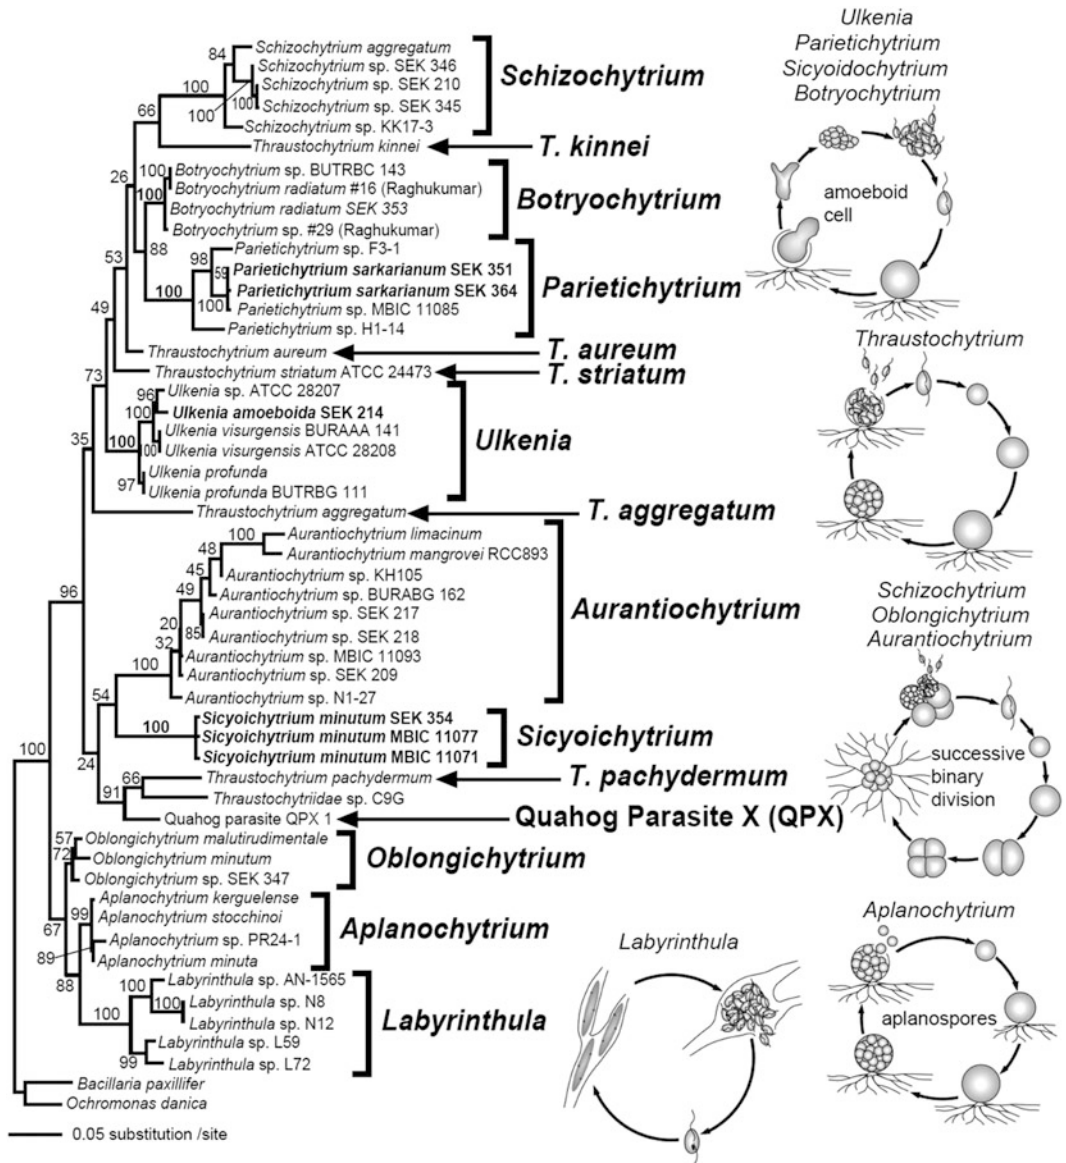 Ulkenia
Parietichytrium
Sicyoidochytrium
Botryochytrium
84
Schizochytrium aggregatum
Schizochytrium sp. SEK 346
Schizochytrium sp. SEK 210
100
100
Schizochytrium sp. SEK 345
66
100
Schizochytrium sp. KK17-3
Schizochytrium
Thraustochytrium kinnei
T. kinnei
26
100
Botryochytrium sp. BUTRBC 143
100
Botryochytrium radiatum #16 (Raghukumar)
Botryochytrium radiatum SEK 353
Botryochytrium sp. #29 (Raghukumar)
Botryochytrium
amoeboid
cell
88
53
98
Parietichytrium sp. F3-1
59
Parietichytrium sarkarianum SEK 351
100
Parietichytrium sarkarianum SEK 364
100
Parietichytrium sp. MBIC 11085
Parietichytrium sp. H1-14
Parietichytrium
49
Thraustochytrium aureum
T. aureum
Thraustochytrium striatum ATCC 24473
T. striatum
Thraustochytrium
73
96
Ulkenia sp. ATCC 28207
100
Ulkenia amoeboida SEK 214
100
Ulkenia visurgensis BURAAA 141
100
Ulkenia visurgensis ATCC 28208
Ulkenia profunda
97
Ulkenia profunda BUTRBG 111
Ulkenia
35
Thraustochytrium aggregatum
T. aggregatum
100
Aurantiochytrium limacinum
48
Aurantiochytrium mangrovei RCC893
45
Aurantiochytrium sp. KH105
49
Aurantiochytrium sp. BURABG 162
Aurantiochytrium sp. SEK 217
20
85
Aurantiochytrium sp. SEK 218
32
Aurantiochytrium sp. MBIC 11093
100
Aurantiochytrium sp. SEK 209
Aurantiochytrium sp. N1-27
Aurantiochytrium
96
Schizochytrium
Oblongichytrium
Aurantiochytrium
54
100
Sicyoichytrium minutum SEK 354
Sicyoichytrium minutum MBIC 11077
Sicyoichytrium minutum MBIC 11071
Sicyoichytrium
successive
binary
division
100
24
66
Thraustochytrium pachydermum
T. pachydermum
91
Thraustochytriidae sp. C9G
Quahog parasite QPX 1
Quahog Parasite X (QPX)
57
Oblongichytrium malutirudimentale
72
Oblongichytrium minutum
Oblongichytrium sp. SEK 347
Oblongichytrium
67
99
Aplanochytrium kerguelense
Aplanochytrium stocchinoi
Aplanochytrium sp. PR24-1
89
Aplanochytrium minuta
Aplanochytrium
Labyrinthula
Aplanochytrium
aplanospores
88
100
Labyrinthula sp. AN-1565
100
Labyrinthula sp. N8
100
Labyrinthula sp. N12
Labyrinthula sp. L59
99
Labyrinthula sp. L72
Labyrinthula
Bacillaria paxillifer
Ochromonas danica
0.05 substitution /site